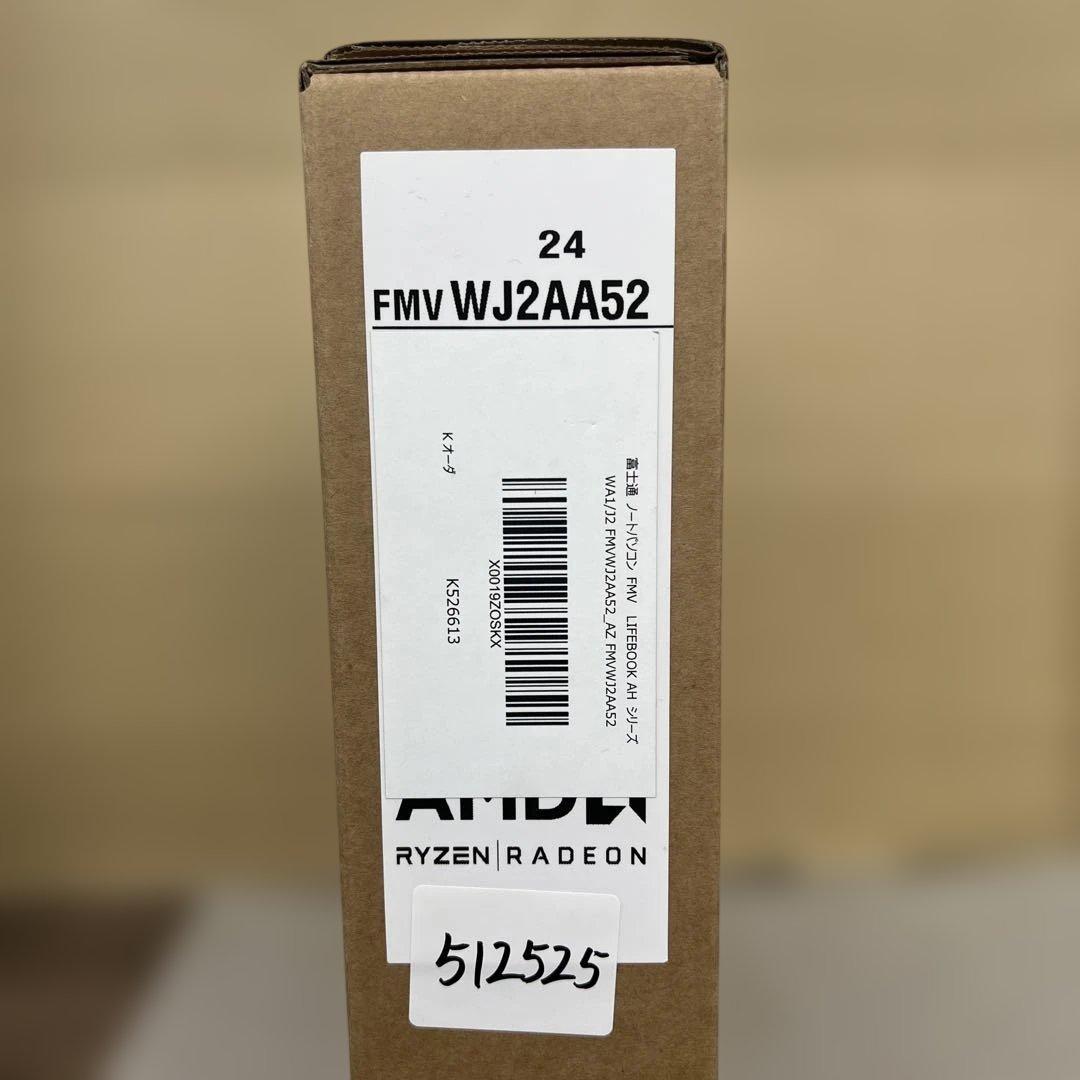 24
FMV WJ2AA52
富士通 ノートパソコン FMV LIFEBOOK AH シリーズ
WA1/J2 FMVWJ2AA52_AZ FMVWJ2AA52
X0019ZOSKX
Kオーダ K526613
AMD
RYZEN RADEON
512525